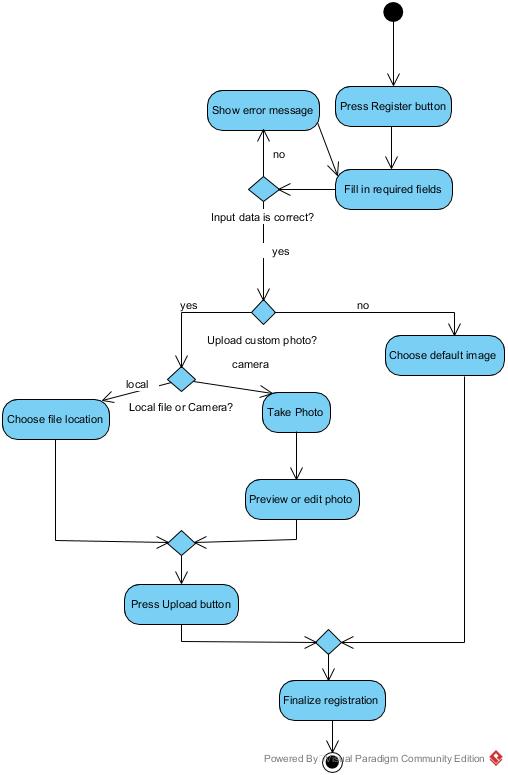 Show error message
Press Register button
no
Fill in required fields
Input data is correct?
yes
yes
no
Upload custom photo?
Choose default image
camera
local
Local file or Camera?
Choose file location
Take Photo
Preview or edit photo
Press Upload button
Finalize registration
Powered By Visual Paradigm Community Edition